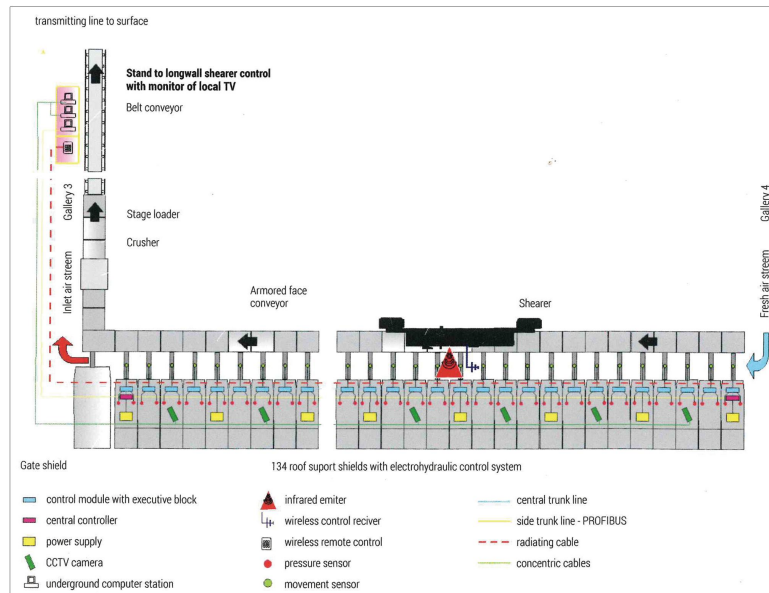 transmitting line to surface
Stand to longwall shearer control
with monitor of local TV
Belt conveyor
Gallery 3
Gallery 4
Stage loader
Crusher
Inlet air streem
Fresh air streem
Armored face
conveyor
Shearer
Gate shield
134 roof suport shields with electrohydraulic control system
control module with executive block
central controller
power supply
CCTV camera
underground computer station
infrared emiter
wireless control reciver
wireless remote control
pressure sensor
movement sensor
central trunk line
side trunk line - PROFIBUS
radiating cable
concentric cables